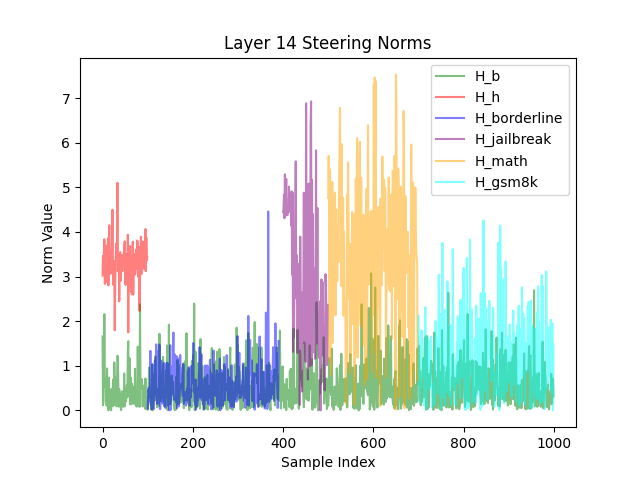 Layer 14 Steering Norms
Norm Value
7
6
5
4
3
2
1
0
H_b
H_h
H_borderline
H_jailbreak
H_math
H_gsm8k
0
200
400
600
800
1000
Sample Index